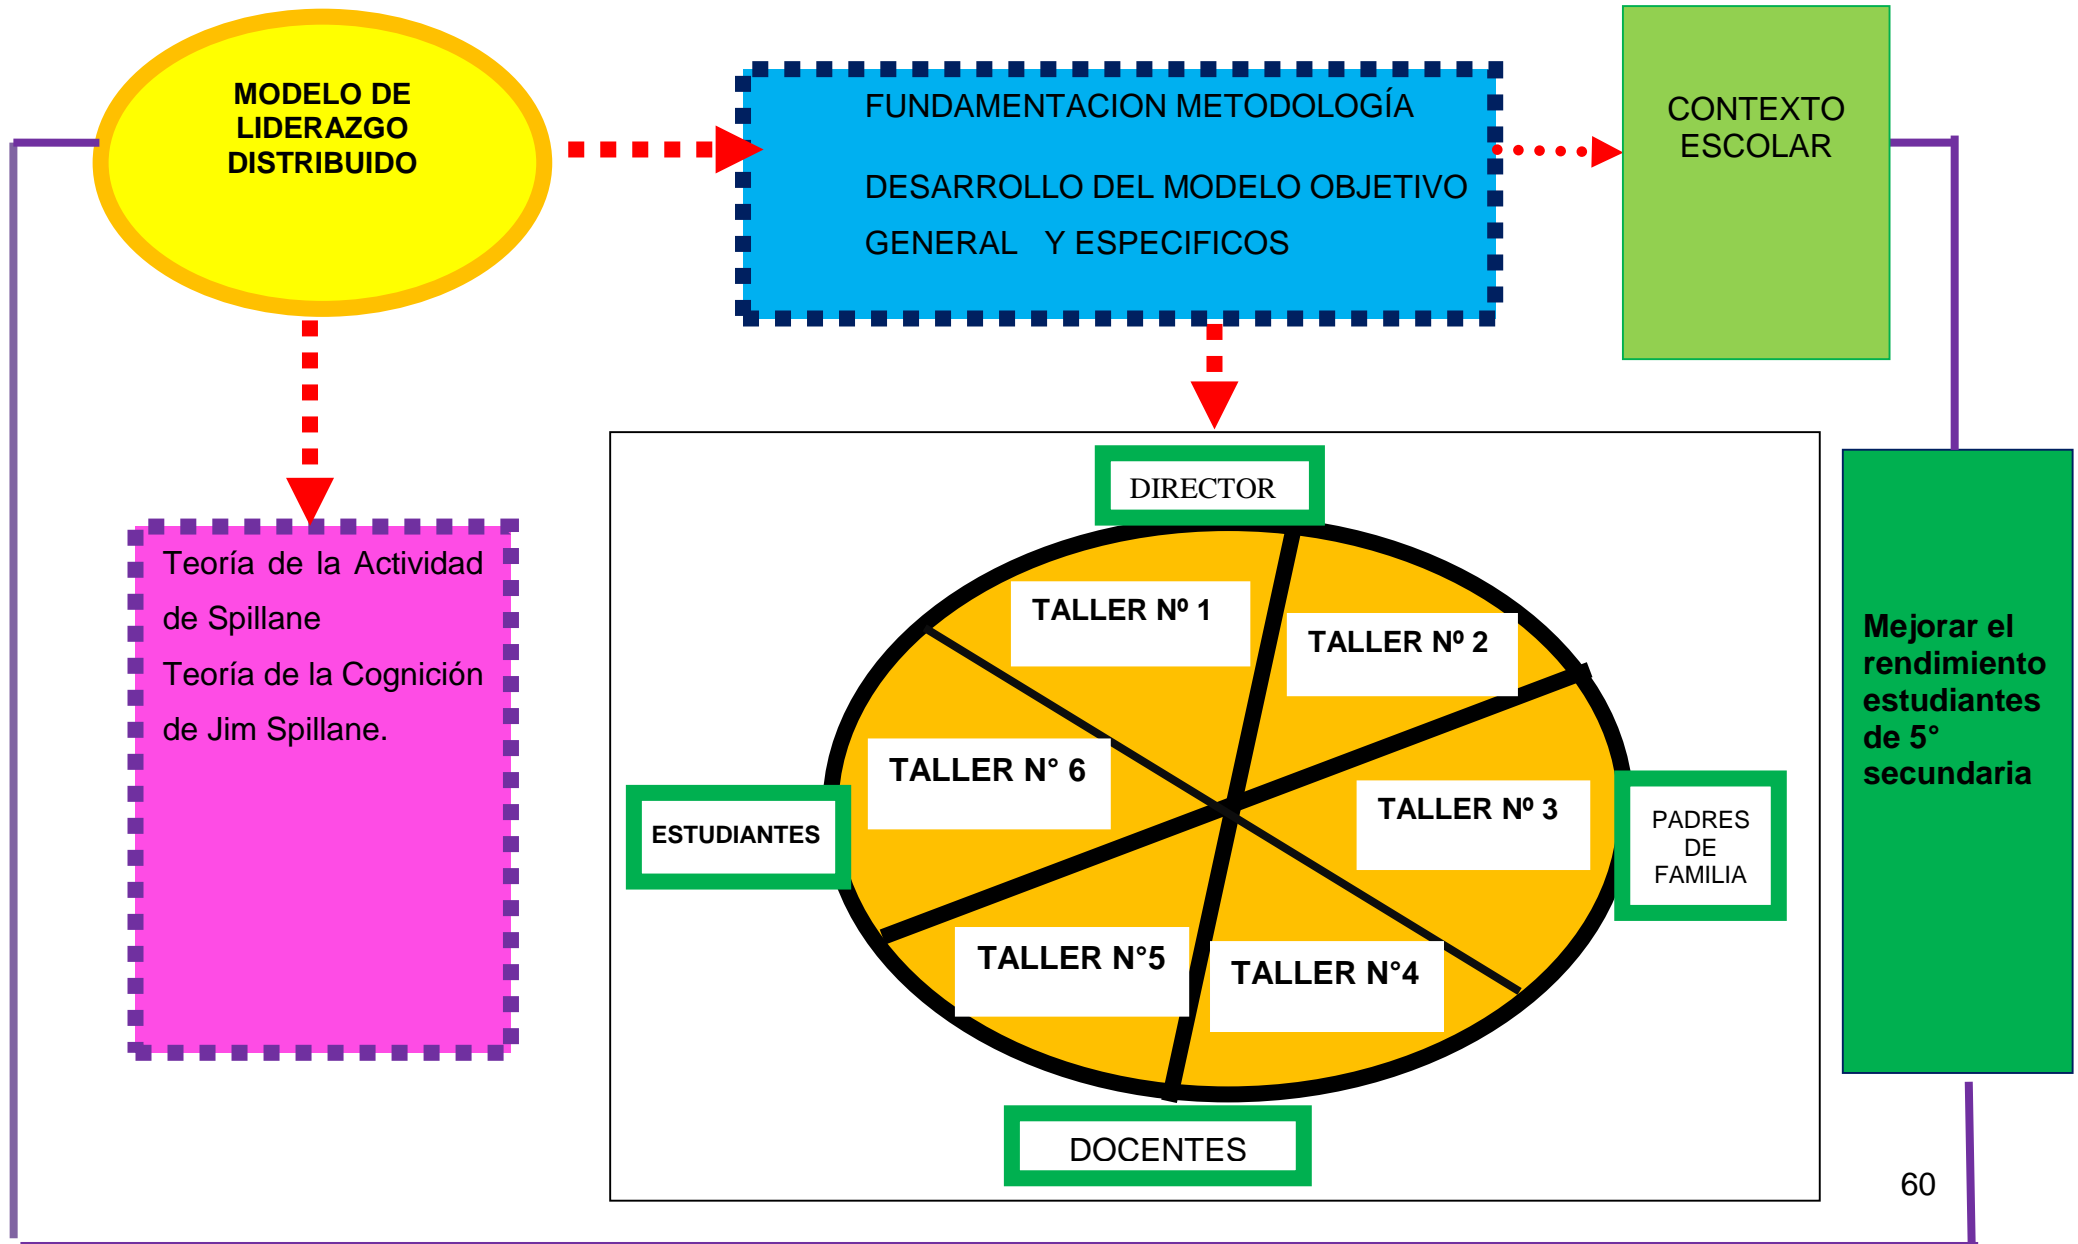 MODELO DE
LIDERAZGO
DISTRIBUIDO
FUNDAMENTACION METODOLOGÍA
DESARROLLO DEL MODELO OBJETIVO
GENERAL Y ESPECIFICOS
CONTEXTO
ESCOLAR
Teoría de la Actividad
de Spillane
Teoría de la Cognición
de Jim Spillane.
DIRECTOR
TALLER Nº 1
TALLER Nº 2
TALLER Nº 3
TALLER N°4
TALLER N°5
TALLER N° 6
ESTUDIANTES
PADRES
DE
FAMILIA
DOCENTES
Mejorar el
rendimiento
estudiantes
de 5°
secundaria
60